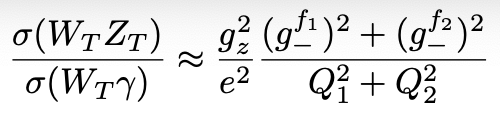 σ(W_T Z_T) / σ(W_T γ) ≈ g_z^2 / e^2 (g_-^{f_1})^2 + (g_-^{f_2})^2 / Q_1^2 + Q_2^2